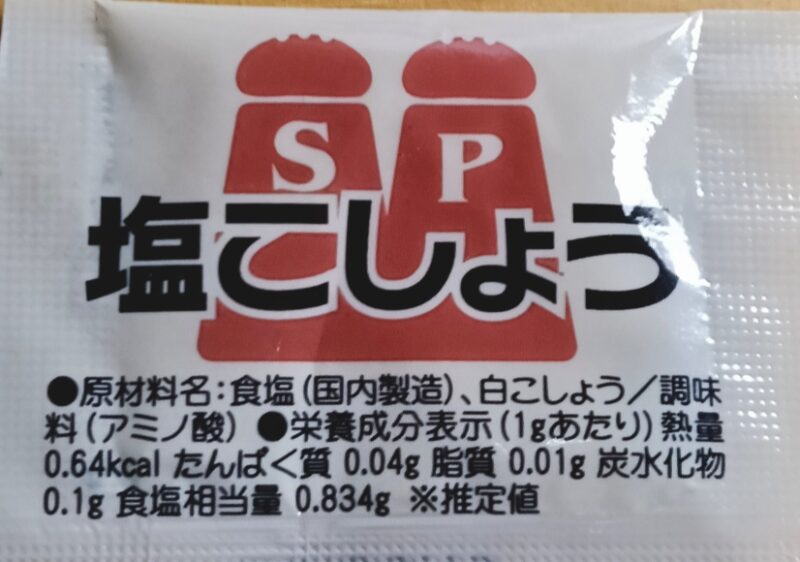 S P
塩こしょう
●原材料名:食塩(国内製造)、白こしょう/調味
料(アミノ酸) ●栄養成分表示(1gあたり)熱量
0.64kcal たんぱく質 0.04g 脂質 0.01g 炭水化物
0.1g 食塩相当量 0.834g ※推定値